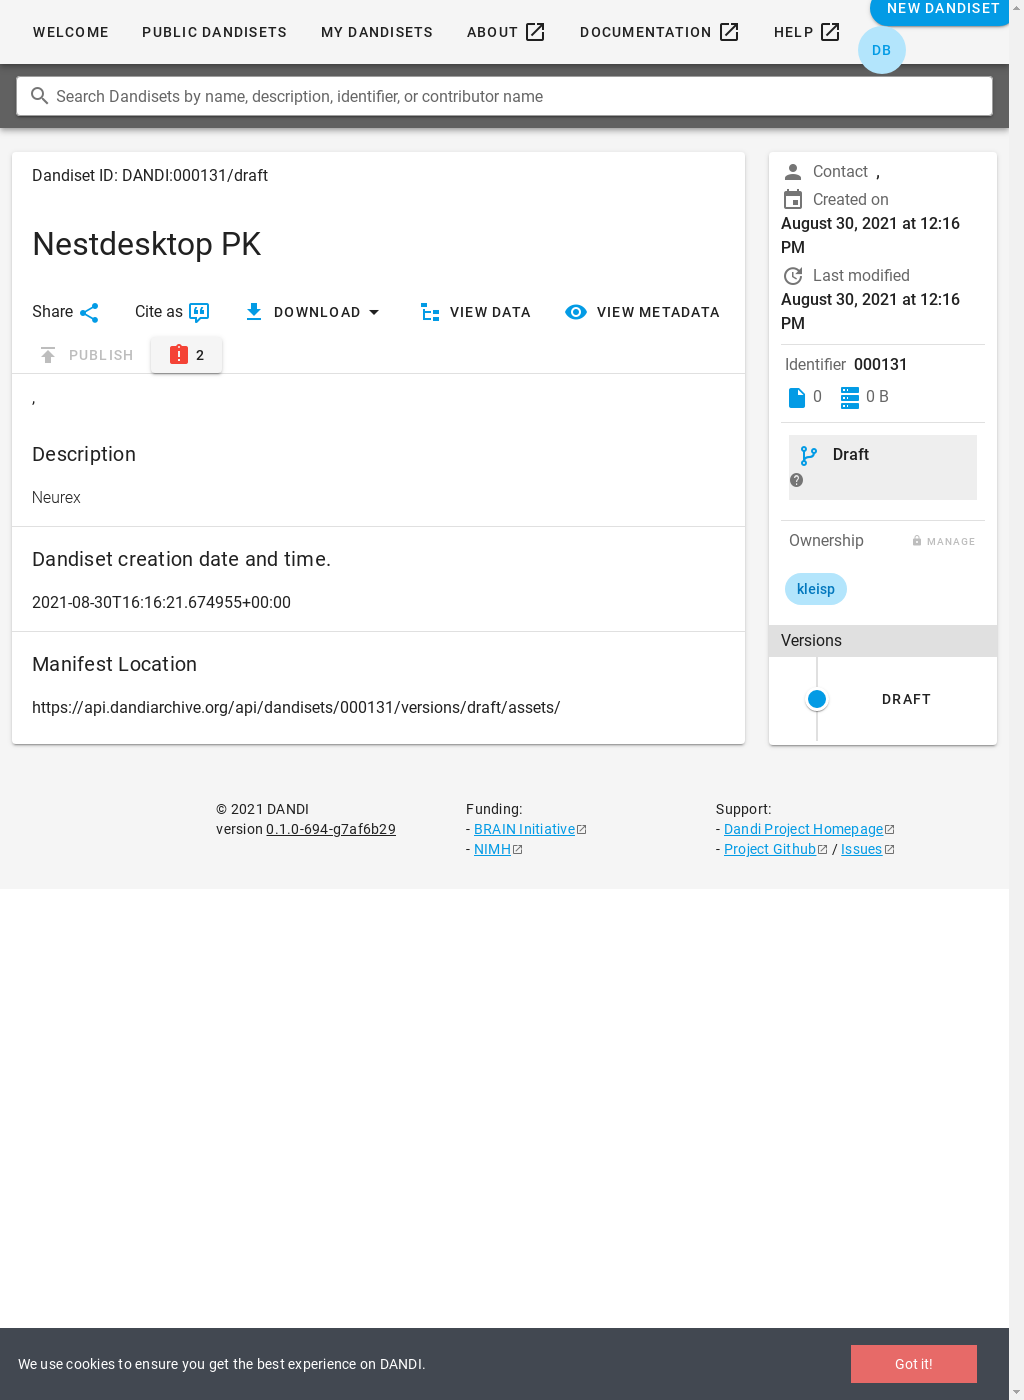 WELCOME
PUBLIC DANDISETS
MY DANDISETS
ABOUT
DOCUMENTATION
HELP
NEW DANDISET
DB
Search Dandisets by name, description, identifier, or contributor name
Dandiset ID: DANDI:000131/draft
Nestdesktop PK
Share
Cite as
DOWNLOAD
VIEW DATA
VIEW METADATA
PUBLISH
2
,
Description
Neurex
Dandiset creation date and time.
2021-08-30T16:16:21.674955+00:00
Manifest Location
https://api.dandiarchive.org/api/dandisets/000131/versions/draft/assets/
Contact ,
Created on
August 30, 2021 at 12:16
PM
Last modified
August 30, 2021 at 12:16
PM
Identifier 000131
0
0 B
Draft
Ownership
MANAGE
kleisp
Versions
DRAFT
© 2021 DANDI
version 0.1.0-694-g7af6b29
Funding:
- BRAIN Initiative
- NIMH
Support:
- Dandi Project Homepage
- Project Github / Issues
We use cookies to ensure you get the best experience on DANDI.
Got it!